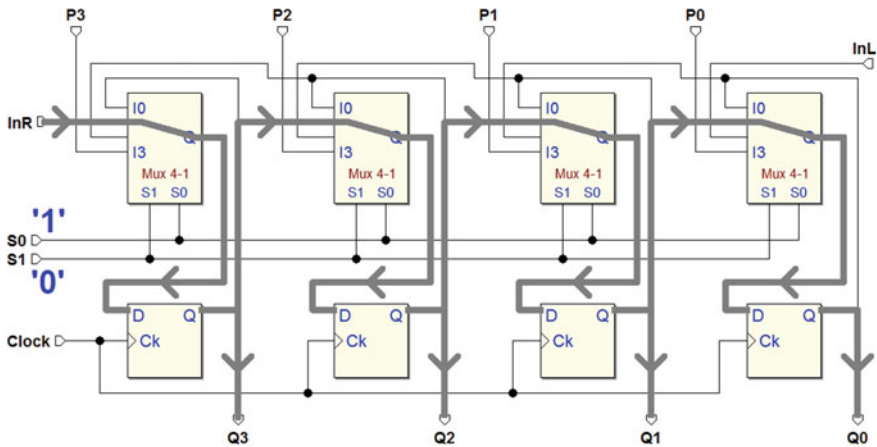 P3 P2 P1 P0
InL
I0 I0 I0 I0
InR Q Q Q Q
I3 I3 I3 I3
Mux 4-1 Mux 4-1 Mux 4-1 Mux 4-1
S1 S0 S1 S0 S1 S0 S1 S0
'1'
S0
S1
'0'
D Q D Q D Q D Q
Clock Ck Ck Ck Ck
Q3 Q2 Q1 Q0